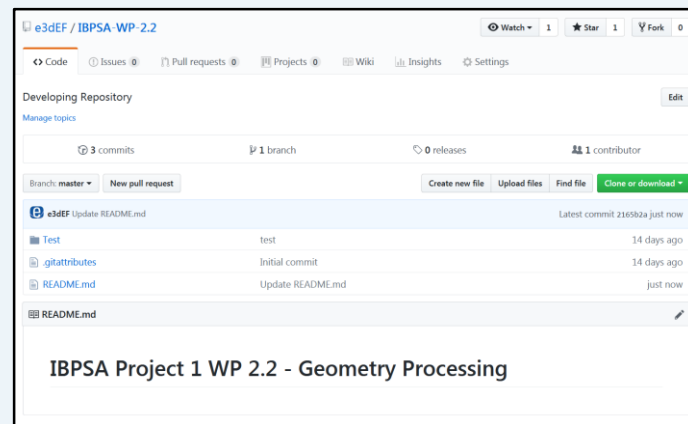 e3dEF / IBPSA-WP-2.2 Watch 1 Star 1 Fork 0
Code Issues 0 Pull requests 0 Projects 0 Wiki Insights Settings
Developing Repository Edit
Manage topics
3 commits 1 branch 0 releases 1 contributor
Branch: master New pull request Create new file Upload files Find file Clone or download
e3dEF Update README.md Latest commit 2165b2a just now
Test test 14 days ago
.gitattributes Initial commit 14 days ago
README.md Update README.md just now
README.md
IBPSA Project 1 WP 2.2 - Geometry Processing